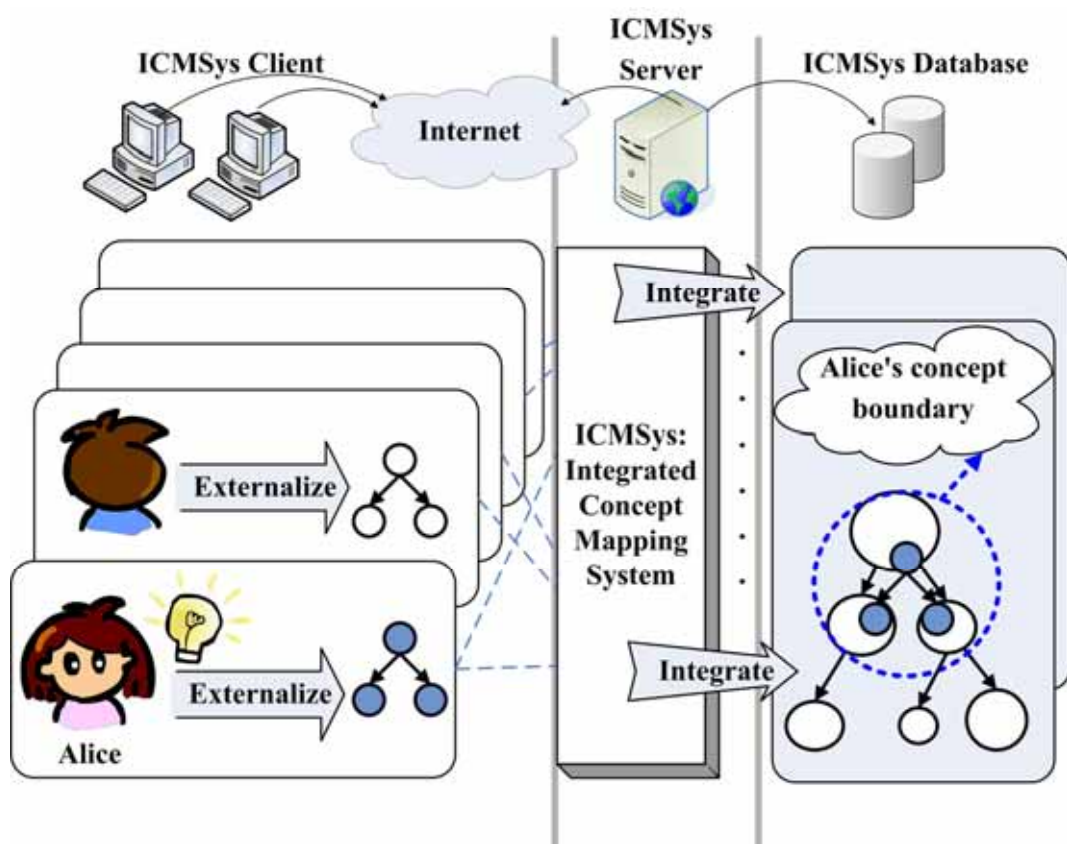 ICMSys Client
Internet
ICMSys
Server
ICMSys Database
Integrate
Alice's concept
boundary
ICMSys:
Integrated
Concept
Mapping
System
Externalize
Externalize
Alice
Integrate